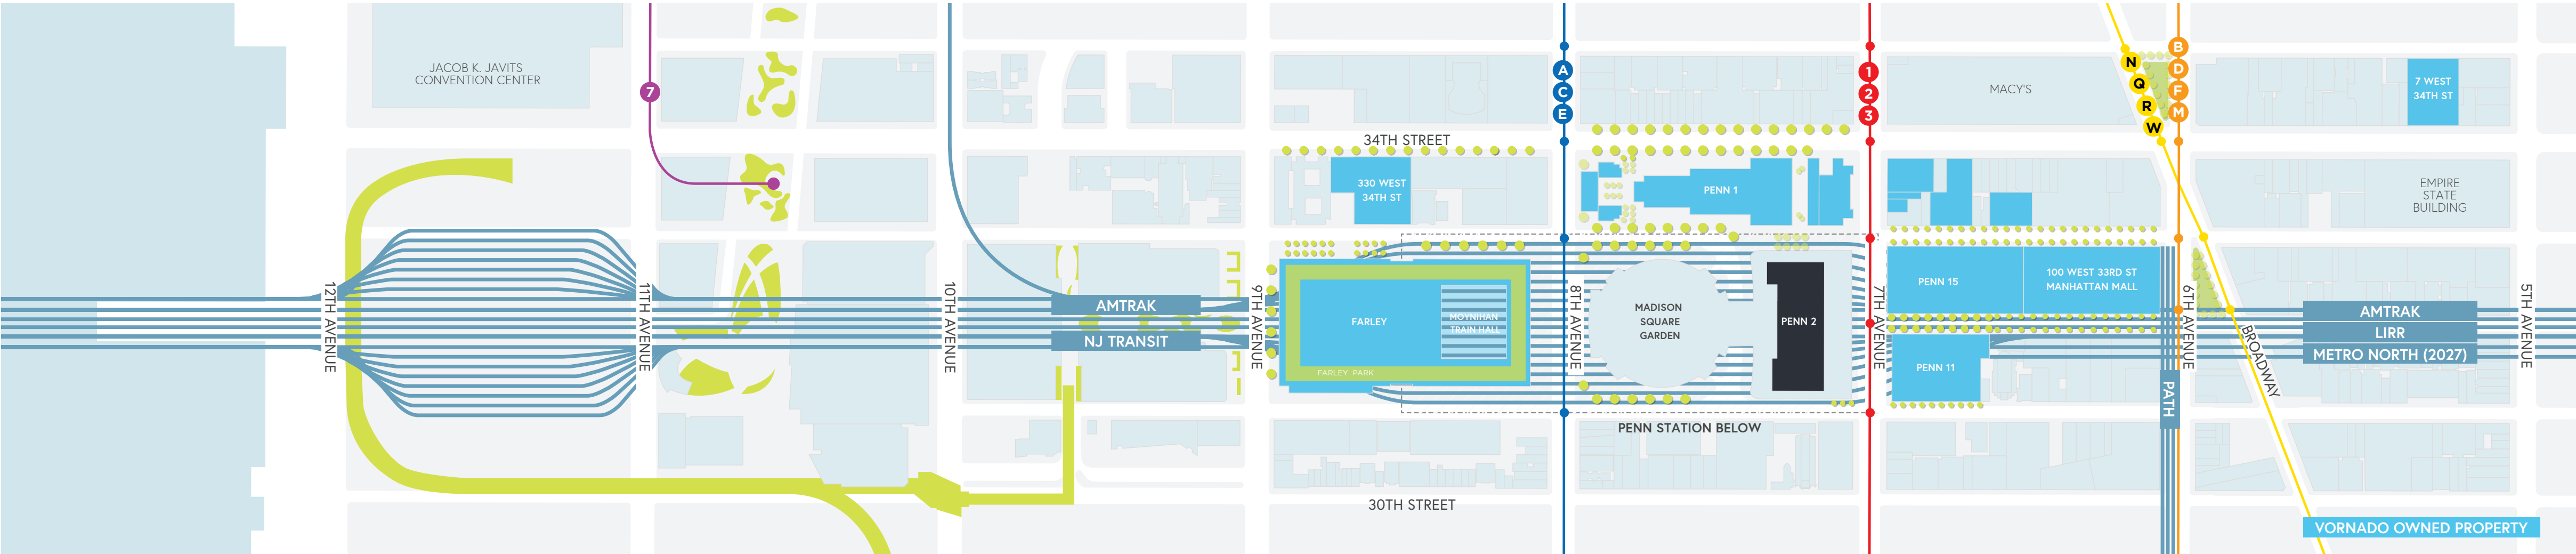 JACOB K. JAVITS
CONVENTION CENTER
7
A
C
E
1
2
3
MACY'S
N
Q
R
W
B
D
F
M
7 WEST
34TH ST
34TH STREET
330 WEST
34TH ST
PENN 1
EMPIRE
STATE
BUILDING
12TH AVENUE
11TH AVENUE
10TH AVENUE
AMTRAK
NJ TRANSIT
9TH AVENUE
FARLEY
MOYNIHAN
TRAIN HALL
FARLEY PARK
8TH AVENUE
MADISON
SQUARE
GARDEN
PENN 2
7TH AVENUE
PENN 15
100 WEST 33RD ST
MANHATTAN MALL
PENN 11
PATH
6TH AVENUE
BROADWAY
AMTRAK
LIRR
METRO NORTH (2027)
5TH AVENUE
PENN STATION BELOW
30TH STREET
VORNADO OWNED PROPERTY